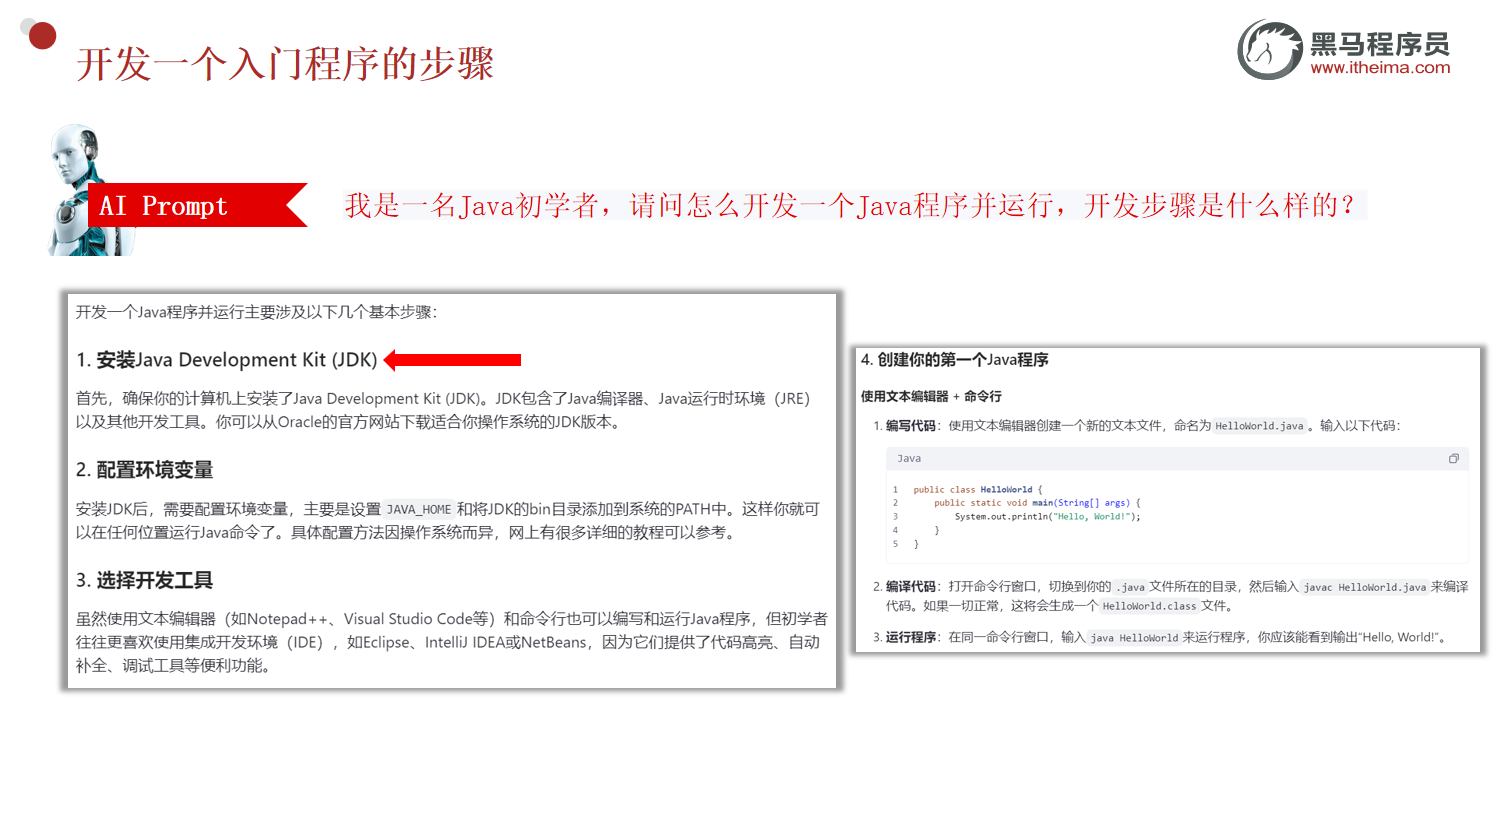 开发一个入门程序的步骤
黑马程序员
www.itheima.com
AI Prompt
我是一名Java初学者，请问怎么开发一个Java程序并运行，开发步骤是什么样的？
开发一个Java程序并运行主要涉及以下几个基本步骤：
1. 安装Java Development Kit (JDK)
首先，确保你的计算机上安装了Java Development Kit (JDK)。JDK包含了Java编译器、Java运行时环境（JRE）
以及其他开发工具。你可以从Oracle的官方网站下载适合你操作系统的JDK版本。
2. 配置环境变量
安装JDK后，需要配置环境变量，主要是设置 JAVA_HOME 和将JDK的bin目录添加到系统的PATH中。这样你就可
以在任何位置运行Java命令了。具体配置方法因操作系统而异，网上有很多详细的教程可以参考。
3. 选择开发工具
虽然使用文本编辑器（如Notepad++、Visual Studio Code等）和命令行也可以编写和运行Java程序，但初学者
往往更喜欢使用集成开发环境（IDE），如Eclipse、IntelliJ IDEA或NetBeans，因为它们提供了代码高亮、自动
补全、调试工具等便利功能。
4. 创建你的第一个Java程序
使用文本编辑器 + 命令行
1. 编写代码：使用文本编辑器创建一个新的文本文件，命名为 HelloWorld.java 。输入以下代码：
Java
1 public class HelloWorld {
2 public static void main(String[] args) {
3 System.out.println("Hello, World!");
4 }
5 }
2. 编译代码：打开命令行窗口，切换到你的 .java 文件所在的目录，然后输入 javac HelloWorld.java 来编译
代码。如果一切正常，这将会生成一个 HelloWorld.class 文件。
3. 运行程序：在同一命令行窗口，输入 java HelloWorld 来运行程序，你应该能看到输出“Hello, World!”。